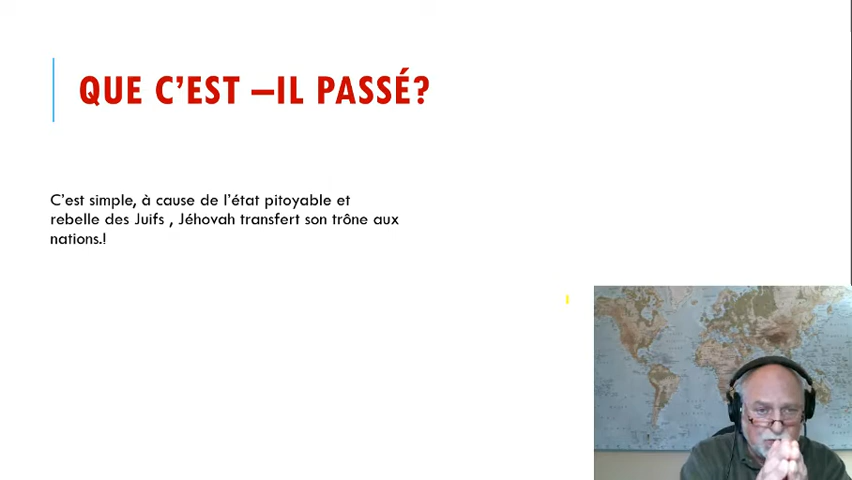 QUE C'EST –IL PASSÉ?
C'est simple, à cause de l'état pitoyable et
rebelle des Juifs , Jéhovah transfert son trône aux
nations.!